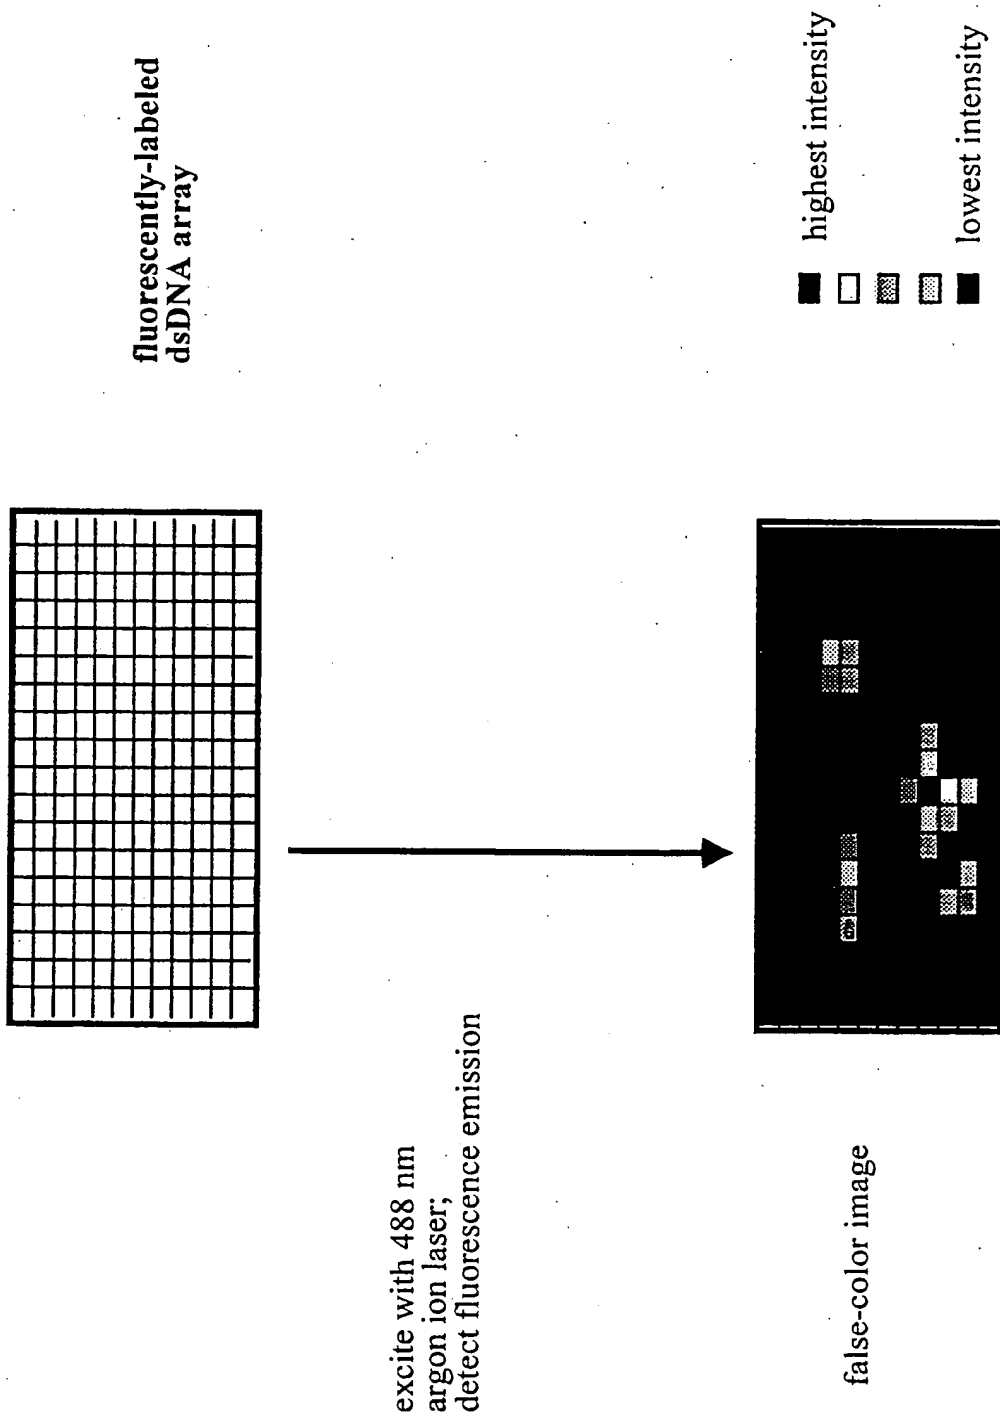 fluorescently-labeled
dsDNA array
excite with 488 nm
argon ion laser;
detect fluorescence emission
false-color image
highest intensity
lowest intensity